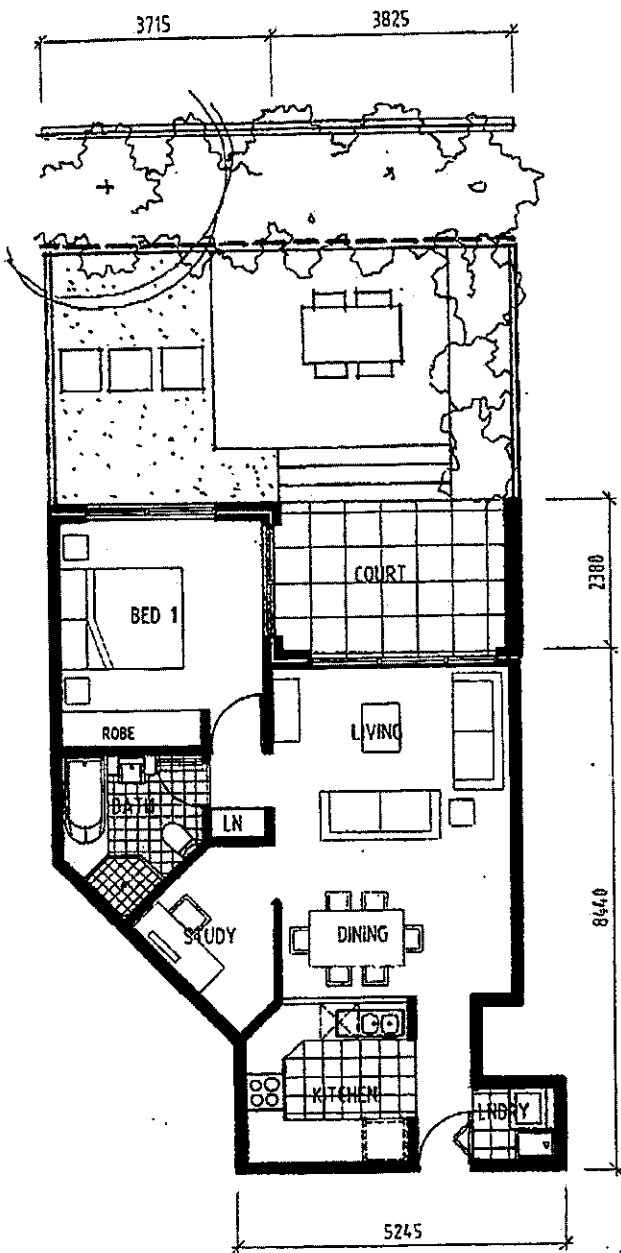 3715
3825
COURT
2380
BED 1
ROBE
LIVING
BATH
LN
STUDY
DINING
8440
KITCHEN
LNDRY
5245